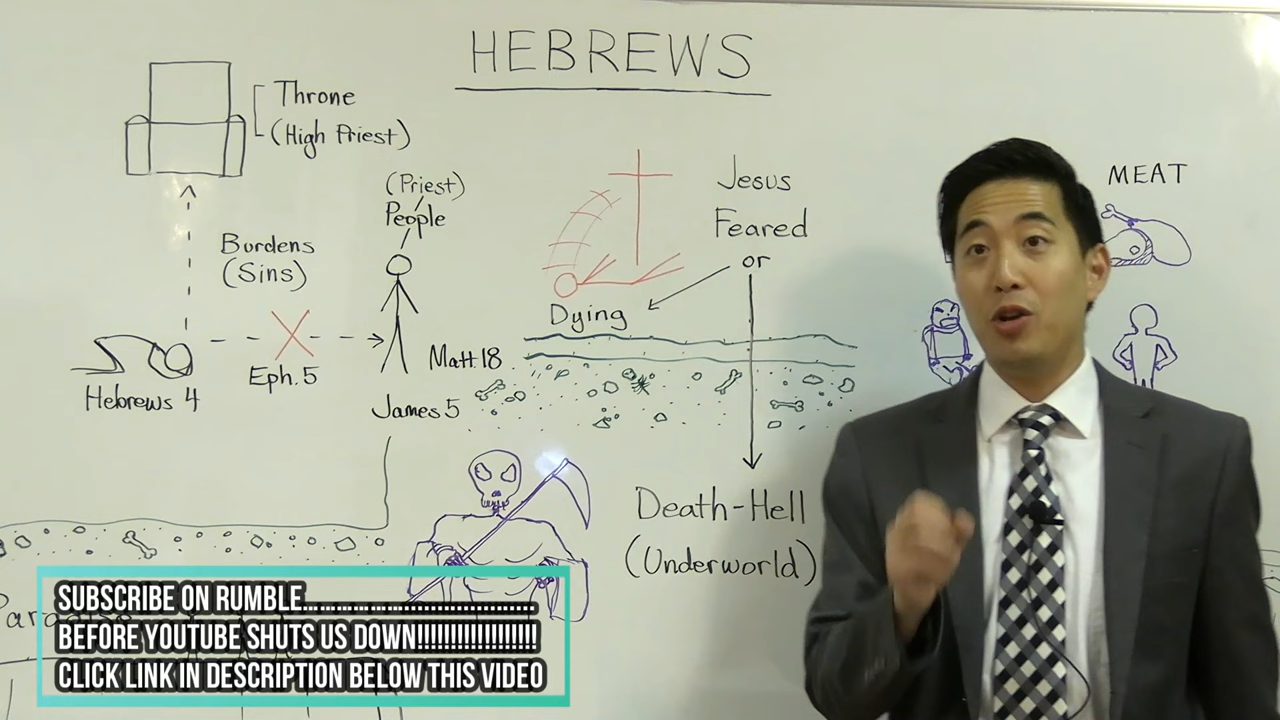 HEBREWS
Throne
(High Priest)
(Priest)
People
Burdens
(Sins)
Eph. 5
Hebrews 4
Matt. 18
James 5
Jesus
Feared
or
Dying
Death-Hell
(Underworld)
MEAT
SUBSCRIBE ON RUMBLE............................................
BEFORE YOUTUBE SHUTS US DOWN!!!!!!!!!!!!!!!!!!!
CLICK LINK IN DESCRIPTION BELOW THIS VIDEO